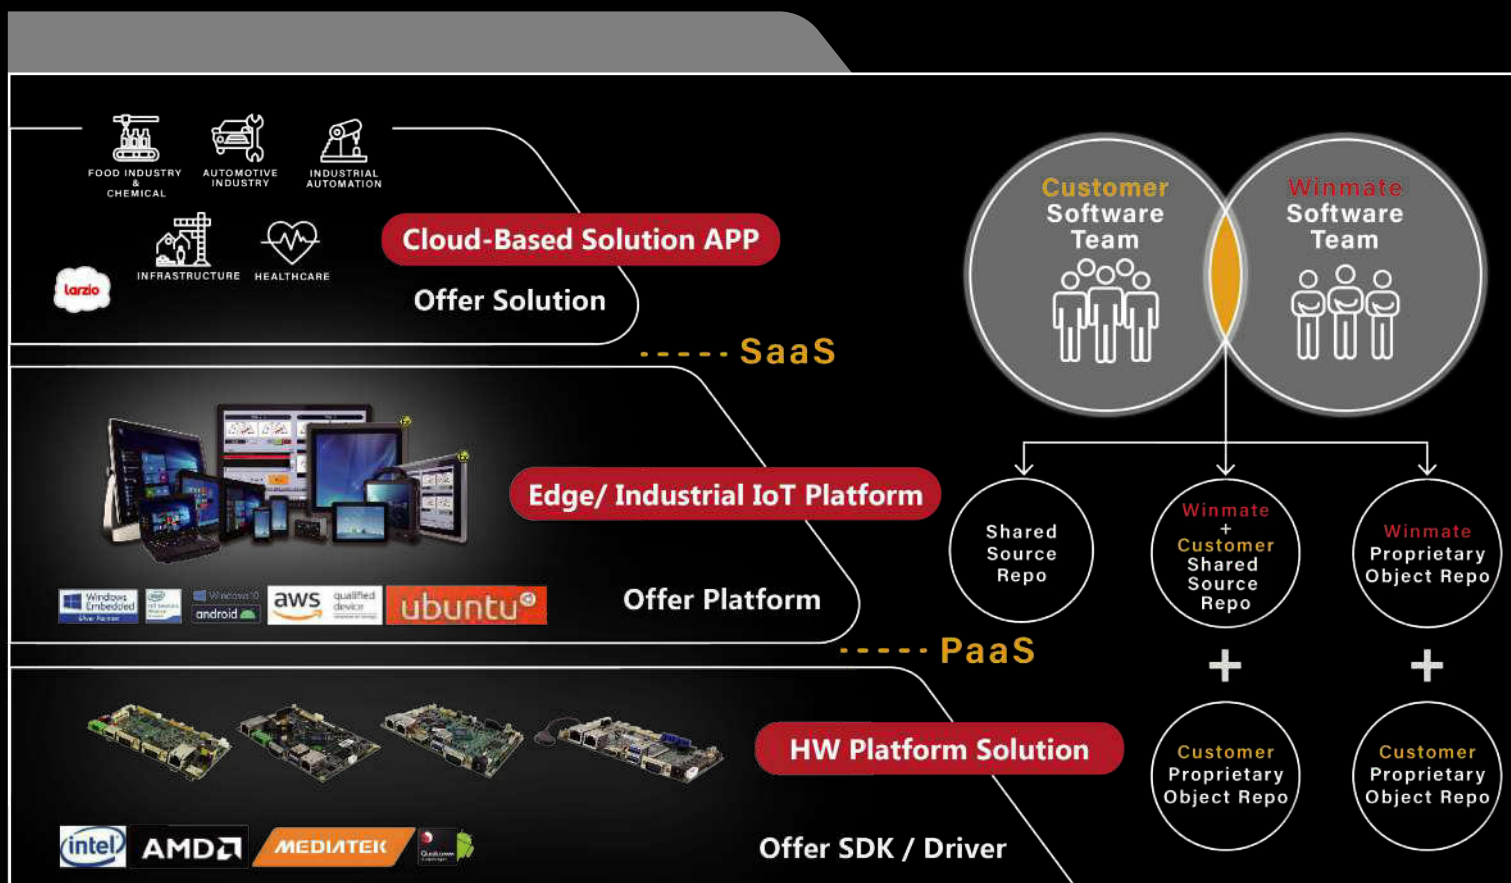 FOOD INDUSTRY
&
CHEMICAL
AUTOMOTIVE
INDUSTRY
INDUSTRIAL
AUTOMATION
INFRASTRUCTURE
HEALTHCARE
larzio
Cloud-Based Solution APP
Offer Solution
SaaS
Edge/ Industrial IoT Platform
Windows
Embedded
Silver Partner
Windows 10
android
aws
qualified
device
ubuntu
Offer Platform
PaaS
HW Platform Solution
intel
AMD
MEDIATEK
Qualcomm
Offer SDK / Driver
Customer
Software
Team
Winmate
Software
Team
Shared
Source
Repo
Winmate
+
Customer
Shared
Source
Repo
Winmate
Proprietary
Object Repo
+
+
Customer
Proprietary
Object Repo
Customer
Proprietary
Object Repo